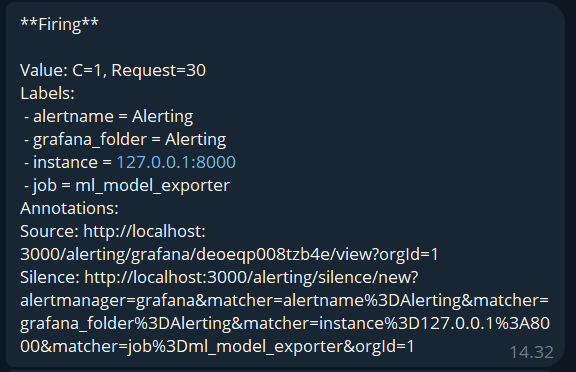 **Firing**
Value: C=1, Request=30
Labels:
- alertname = Alerting
- grafana_folder = Alerting
- instance = 127.0.0.1:8000
- job = ml_model_exporter
Annotations:
Source: http://localhost:
3000/alerting/grafana/deoeqp008tzb4e/view?orgId=1
Silence: http://localhost:3000/alerting/silence/new?
alertmanager=grafana&matcher=alertname%3DAlerting&matcher=
grafana_folder%3DAlerting&matcher=instance%3D127.0.0.1%3A80
00&matcher=job%3Dml_model_exporter&orgId=1
14.32